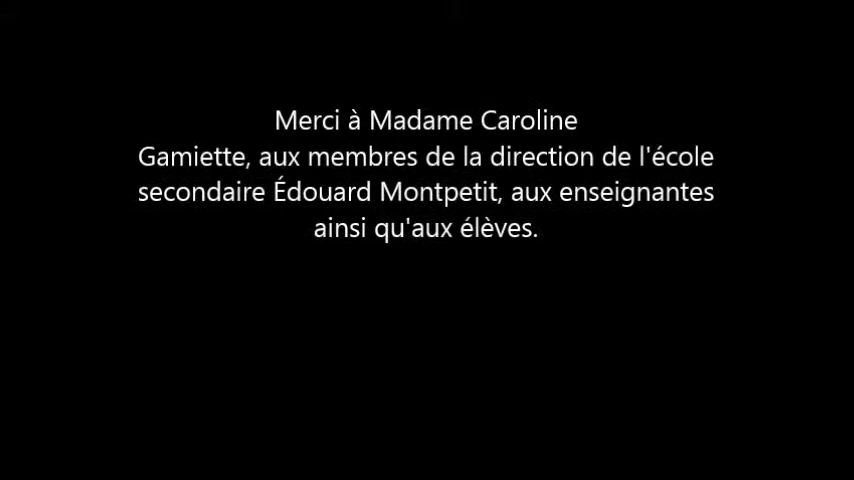 Merci à Madame Caroline
Gamiette, aux membres de la direction de l'école
secondaire Édouard Montpetit, aux enseignantes
ainsi qu'aux élèves.